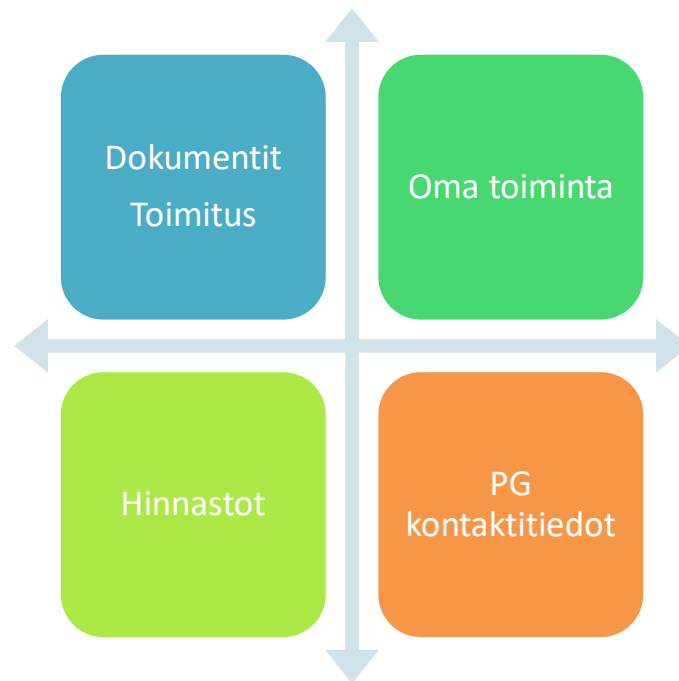 Dokumentit
Toimitus
Oma toiminta
Hinnastot
PG
kontaktitiedot